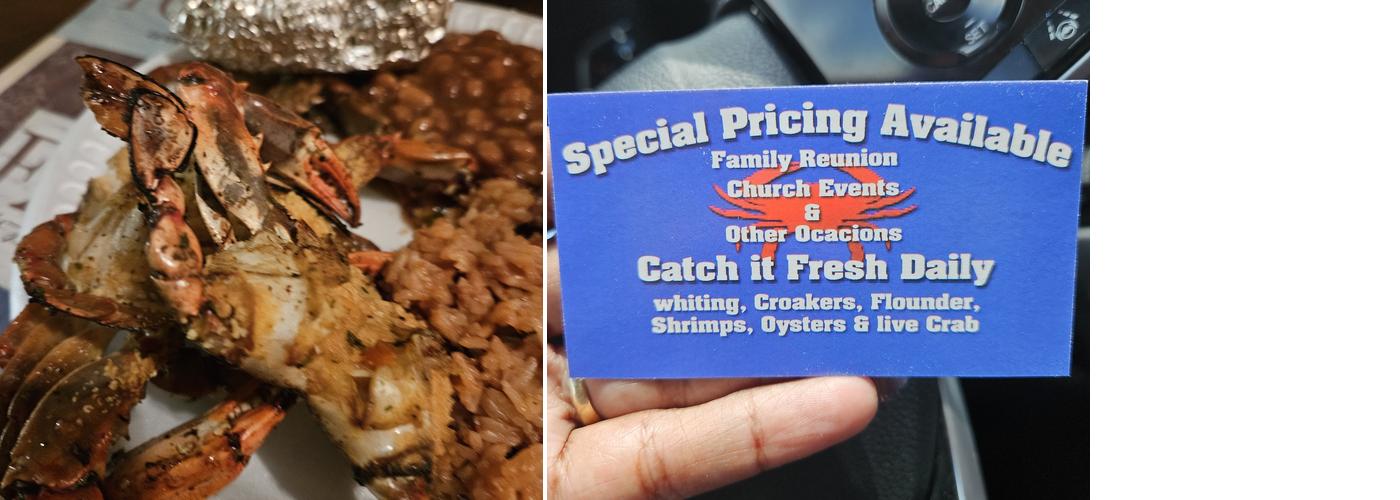 Special Pricing Available
Family Reunion
Church Events
&
Other Ocacions
Catch it Fresh Daily
whiting, Croakers, Flounder,
Shrimps, Oysters & live Crab
SET